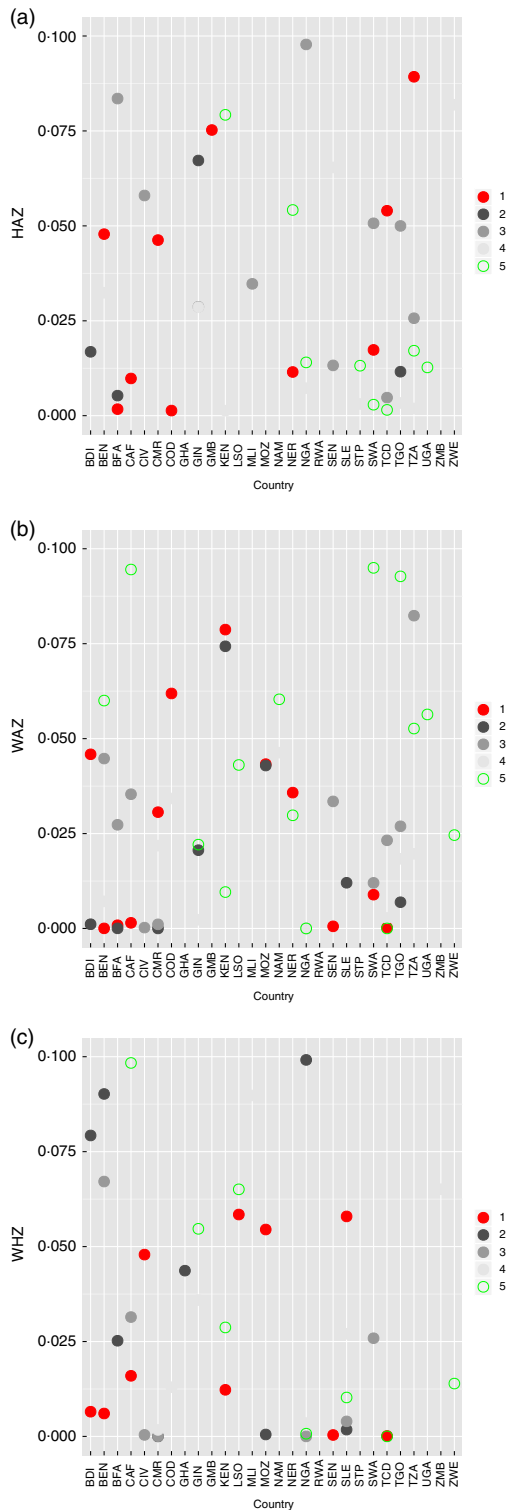 (a)
0·100
0·075
0·050
0·025
0·000
HAZ
BDI BEN BFA CAF CIV CMR COD GHA GIN GMB KEN LSO MLI MOZ NAM NER NGA RWA SEN SLE STP SWA TCD TGO TZA UGA ZMB ZWE
Country
1
2
3
4
5
(b)
0·100
0·075
0·050
0·025
0·000
WAZ
BDI BEN BFA CAF CIV CMR COD GHA GIN GMB KEN LSO MLI MOZ NAM NER NGA RWA SEN SLE STP SWA TCD TGO TZA UGA ZMB ZWE
Country
1
2
3
4
5
(c)
0·100
0·075
0·050
0·025
0·000
WHZ
BDI BEN BFA CAF CIV CMR COD GHA GIN GMB KEN LSO MLI MOZ NAM NER NGA RWA SEN SLE STP SWA TCD TGO TZA UGA ZMB ZWE
Country
1
2
3
4
5